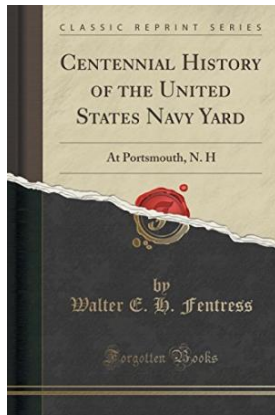 CLASSIC REPRINT SERIES
CENTENNIAL HISTORY
OF THE UNITED
STATES NAVY YARD
At Portsmouth, N. H
by
Walter E. H. Fentress
Forgotten Books